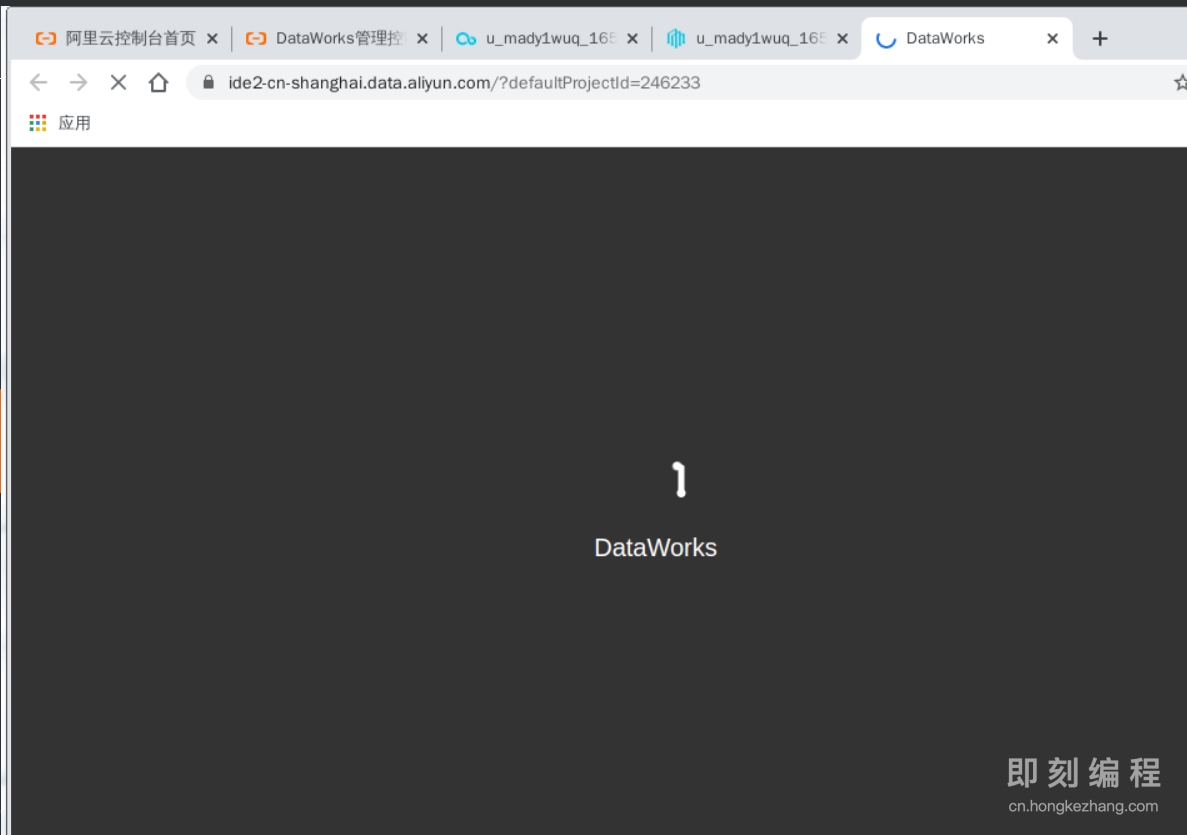 阿里云控制台首页
DataWorks管理控
u_mady1wuq_165
u_mady1wuq_165
DataWorks
ide2-cn-shanghai.data.aliyun.com/?defaultProjectId=246233
应用
DataWorks
即刻编程
cn.hongkezhang.com